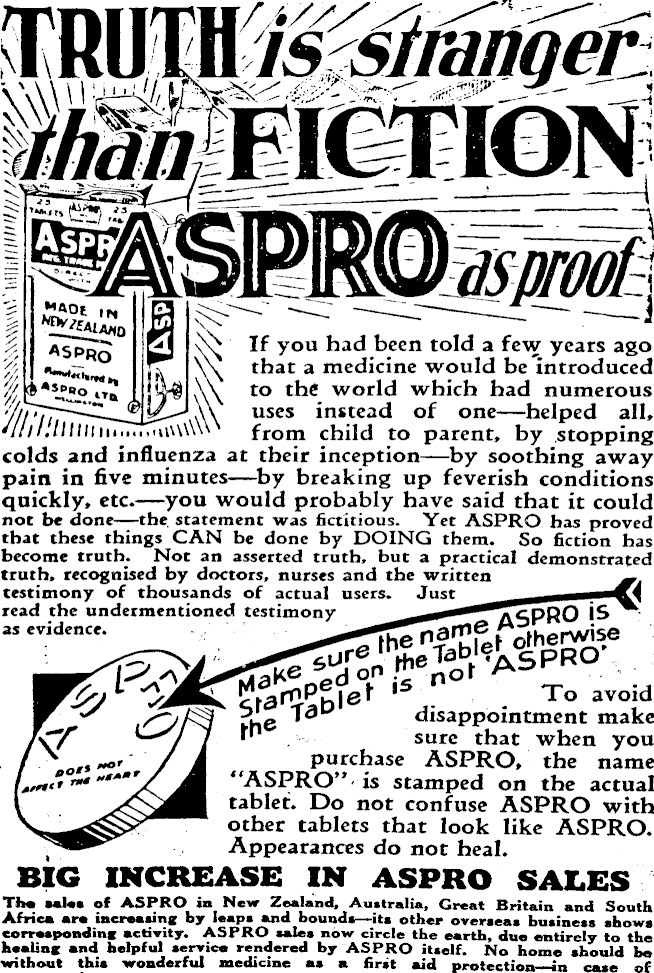 TRUTH is stranger
than FICTION
ASPRO as proof
25 TABLETS ASPRO 25
ASPR
MADE IN
NEW ZEALAND
ASPRO
Manufactured by
ASPRO LTD.
WELLINGTON
ASP
If you had been told a few years ago
that a medicine would be introduced
to the world which had numerous
uses instead of one—helped all,
from child to parent, by stopping
colds and influenza at their inception—by soothing away
pain in five minutes—by breaking up feverish conditions
quickly, etc.—you would probably have said that it could
not be done—the statement was fictitious. Yet ASPRO has proved
that these things CAN be done by DOING them. So fiction has
become truth. Not an asserted truth, but a practical demonstrated
truth, recognised by doctors, nurses and the written
testimony of thousands of actual users. Just
read the undermentioned testimony
as evidence.
Make sure the name ASPRO is
Stamped on the Tablet otherwise
the Tablet is not 'ASPRO'
ASPRO
DOES NOT
AFFECT THE HEART
To avoid
disappointment make
sure that when you
purchase ASPRO, the name
"ASPRO" is stamped on the actual
tablet. Do not confuse ASPRO with
other tablets that look like ASPRO.
Appearances do not heal.
BIG INCREASE IN ASPRO SALES
The sales of ASPRO in New Zealand, Australia, Great Britain and South
Africa are increasing by leaps and bounds—its other overseas business shows
corresponding activity. ASPRO sales now circle the earth, due entirely to the
healing and helpful service rendered by ASPRO itself. No home should be
without this wonderful medicine as a first aid protection—in case of